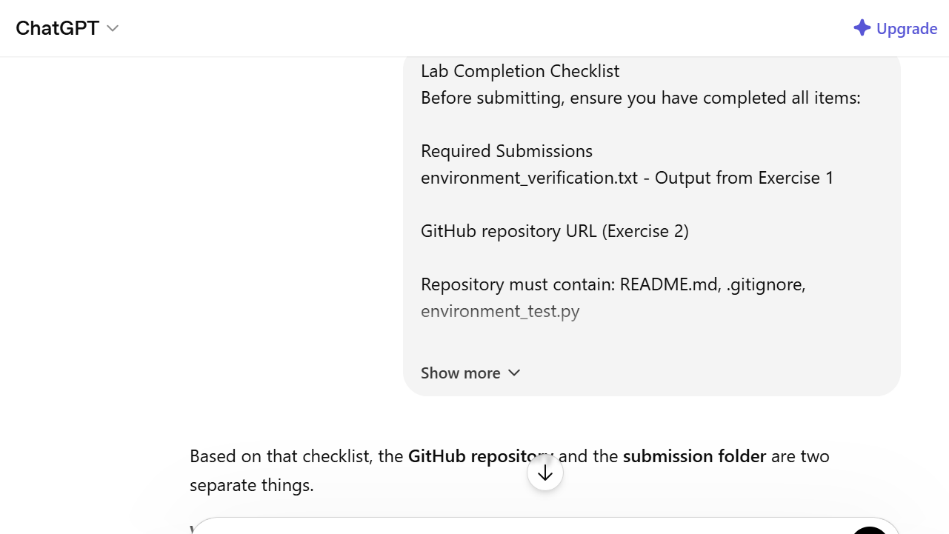 ChatGPT
Upgrade
Lab Completion Checklist
Before submitting, ensure you have completed all items:
Required Submissions
environment_verification.txt - Output from Exercise 1
GitHub repository URL (Exercise 2)
Repository must contain: README.md, .gitignore,
environment_test.py
Show more
Based on that checklist, the GitHub repository and the submission folder are two
separate things.